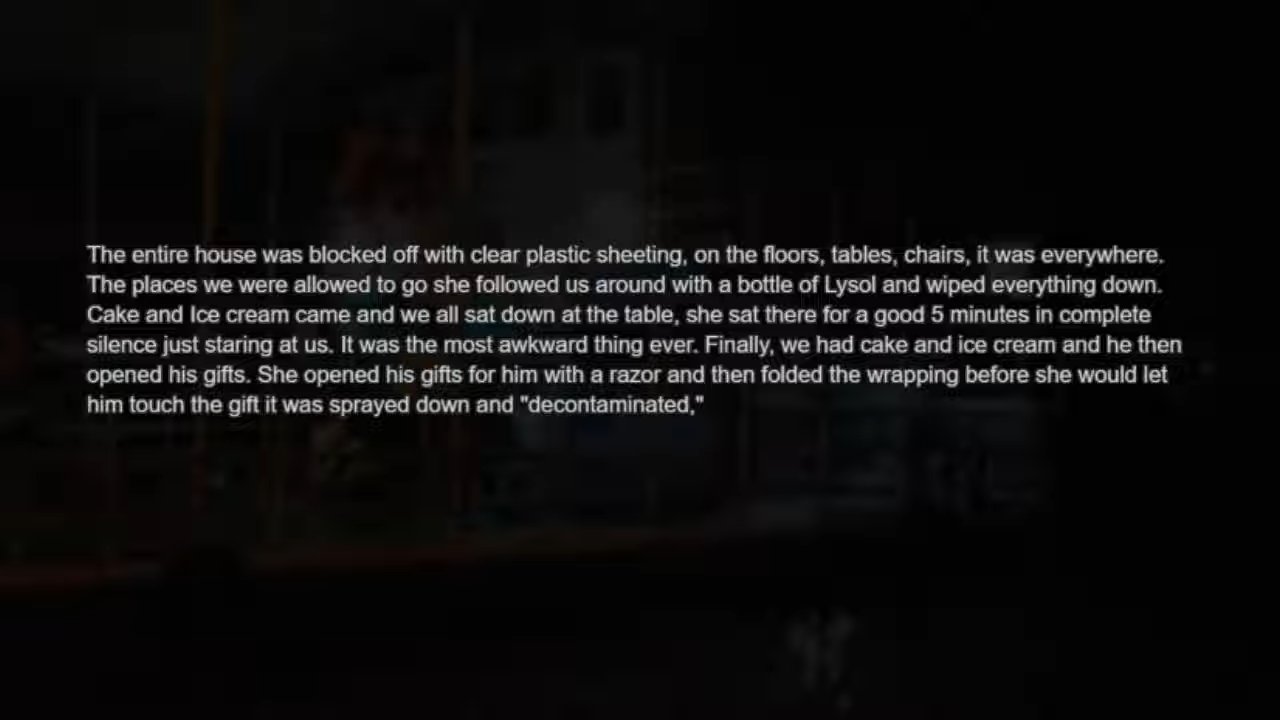 The entire house was blocked off with clear plastic sheeting, on the floors, tables, chairs, it was everywhere.
The places we were allowed to go she followed us around with a bottle of Lysol and wiped everything down.
Cake and Ice cream came and we all sat down at the table, she sat there for a good 5 minutes in complete
silence just staring at us. It was the most awkward thing ever. Finally, we had cake and ice cream and he then
opened his gifts. She opened his gifts for him with a razor and then folded the wrapping before she would let
him touch the gift it was sprayed down and "decontaminated,"